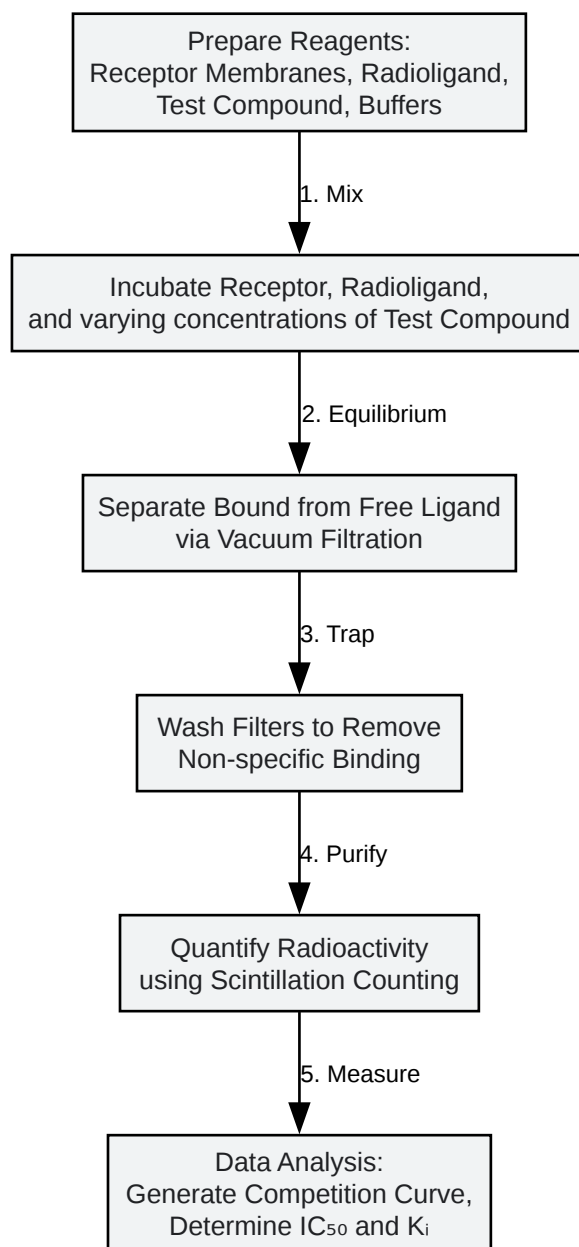 Prepare Reagents:
Receptor Membranes, Radioligand,
Test Compound, Buffers
1. Mix
Incubate Receptor, Radioligand,
and varying concentrations of Test Compound
2. Equilibrium
Separate Bound from Free Ligand
via Vacuum Filtration
3. Trap
Wash Filters to Remove
Non-specific Binding
4. Purify
Quantify Radioactivity
using Scintillation Counting
5. Measure
Data Analysis:
Generate Competition Curve,
Determine IC₅₀ and Kᵢ